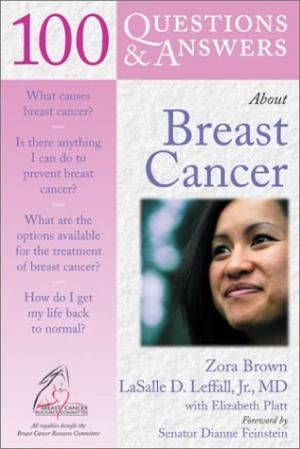 100 QUESTIONS
& ANSWERS
About
Breast
Cancer
What causes
breast cancer?
Is there anything
I can do to
prevent breast
cancer?
What are the
options available
for the treatment
of breast cancer?
How do I get
my life back
to normal?
BREAST CANCER
RESOURCE COMMITTEE
All royalties benefit the
Breast Cancer Resource Committee
Zora Brown
LaSalle D. Leffall, Jr., MD
with Elizabeth Platt
Foreword by
Senator Dianne Feinstein